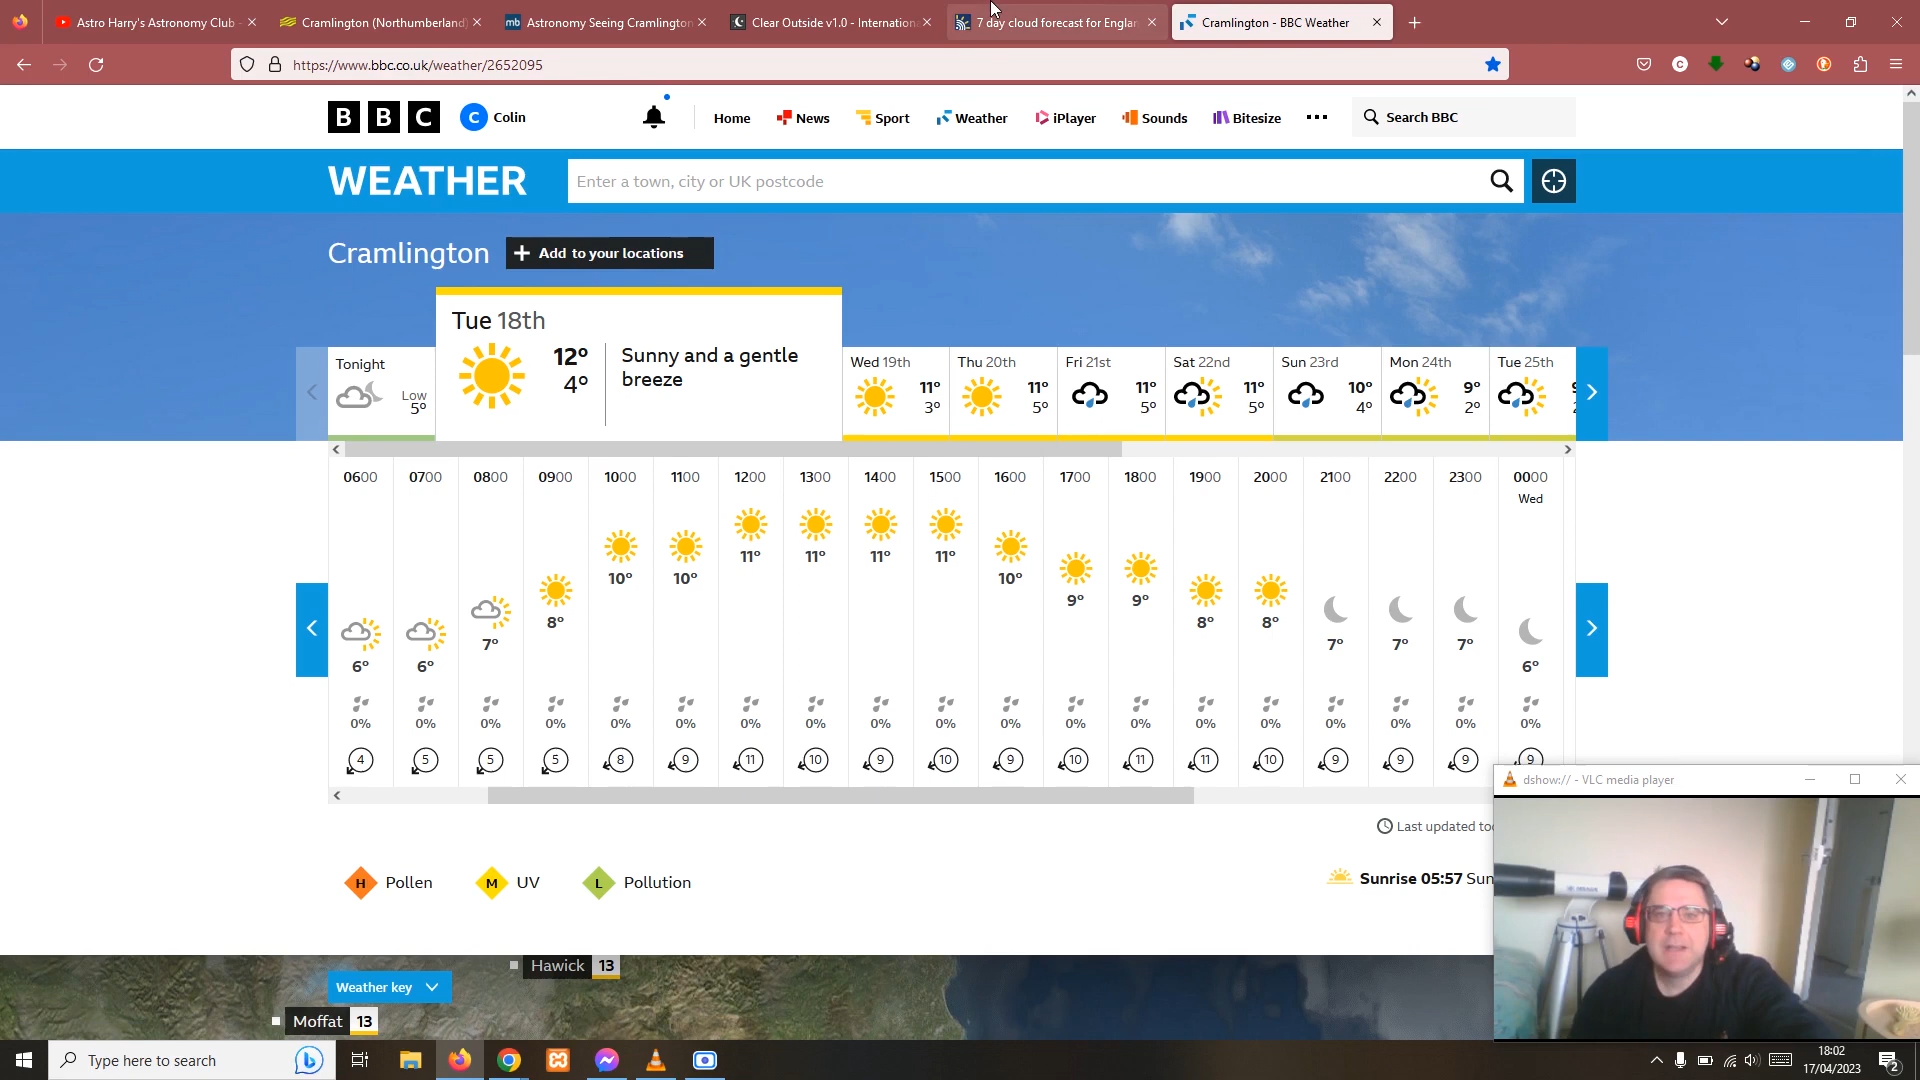 Astro Harry's Astronomy Club - Cramlington (Northumberland) Astronomy Seeing Cramlington Clear Outside v1.0 - Internation 7 day cloud forecast for Englan Cramlington - BBC Weather
https://www.bbc.co.uk/weather/2652095
BBC C Colin Home News Sport Weather iPlayer Sounds Bitesize Search BBC
WEATHER Enter a town, city or UK postcode
Cramlington + Add to your locations
Tonight
Low
5°
Tue 18th
12°
4°
Sunny and a gentle
breeze
Wed 19th
11°
3°
Thu 20th
11°
5°
Fri 21st
11°
5°
Sat 22nd
11°
5°
Sun 23rd
10°
4°
Mon 24th
9°
2°
Tue 25th
0600 0700 0800 0900 1000 1100 1200 1300 1400 1500 1600 1700 1800 1900 2000 2100 2200 2300 0000
Wed
6° 6° 7° 8° 10° 10° 11° 11° 11° 11° 10° 9° 9° 8° 8° 7° 7° 7° 6°
0% 0% 0% 0% 0% 0% 0% 0% 0% 0% 0% 0% 0% 0% 0% 0% 0% 0% 0%
4 5 5 5 8 9 11 10 9 10 9 10 11 11 10 9 9 9 9
dshow:// - VLC media player
Last updated
H Pollen M UV L Pollution
Sunrise 05:57 Sun
Hawick 13
Weather key
Moffat 13
Type here to search
18:02
17/04/2023
2